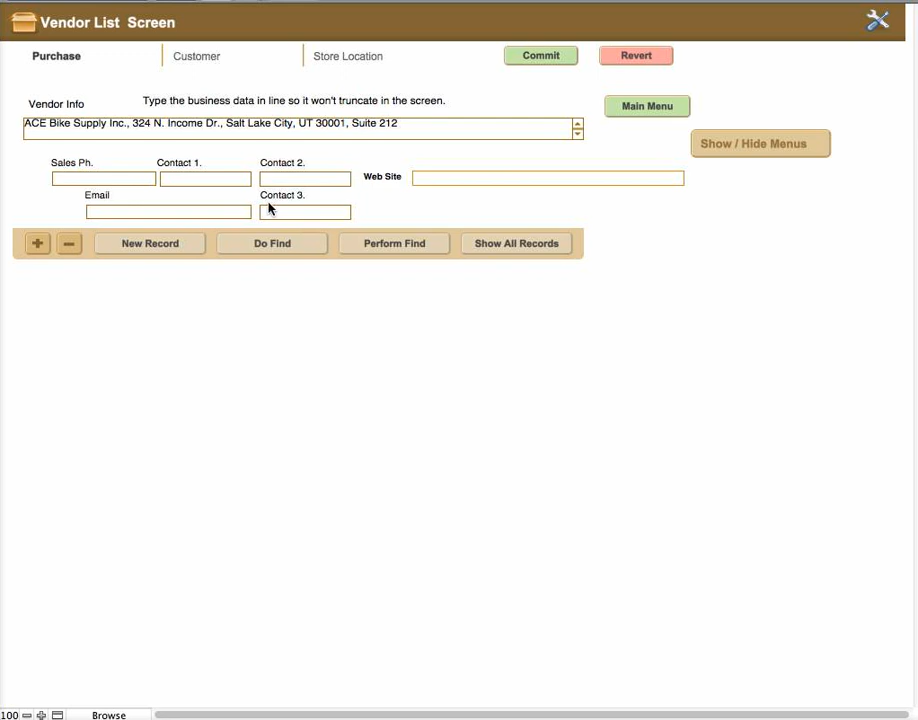 Vendor List Screen
Purchase
Customer
Store Location
Commit
Revert
Vendor Info
Type the business data in line so it won't truncate in the screen.
Main Menu
ACE Bike Supply Inc., 324 N. Income Dr., Salt Lake City, UT 30001, Suite 212
Show / Hide Menus
Sales Ph.
Contact 1.
Contact 2.
Web Site
Email
Contact 3.
New Record
Do Find
Perform Find
Show All Records
100
Browse